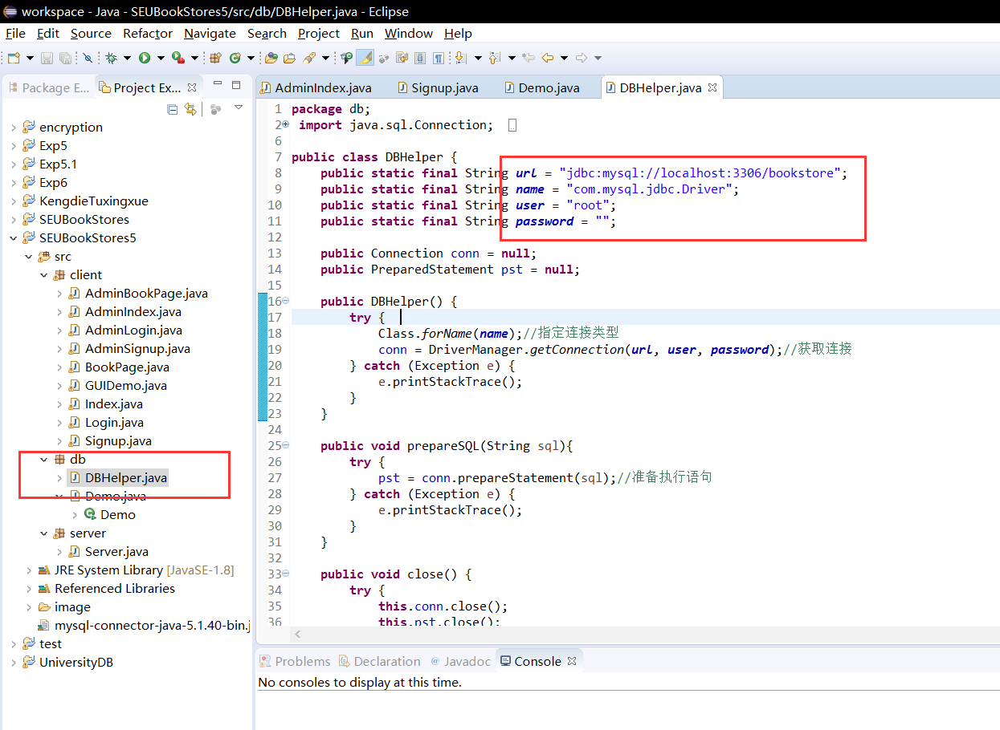 workspace - Java - SEUBookStores5/src/db/DBHelper.java - Eclipse
File Edit Source Refactor Navigate Search Project Run Window Help
Package E... Project Ex...
encryption
Exp5
Exp5.1
Exp6
KengdieTuxingxue
SEUBookStores
SEUBookStores5
src
client
AdminBookPage.java
AdminIndex.java
AdminLogin.java
AdminSignup.java
BookPage.java
GUIDemo.java
Index.java
Login.java
Signup.java
db
DBHelper.java
Demo.java
Demo
server
Server.java
JRE System Library [JavaSE-1.8]
Referenced Libraries
image
mysql-connector-java-5.1.40-bin.j
test
UniversityDB
AdminIndex.java Signup.java Demo.java DBHelper.java
1 package db;
2 import java.sql.Connection;
6
7 public class DBHelper {
8 public static final String url = "jdbc:mysql://localhost:3306/bookstore";
9 public static final String name = "com.mysql.jdbc.Driver";
10 public static final String user = "root";
11 public static final String password = "";
12
13 public Connection conn = null;
14 public PreparedStatement pst = null;
15
16 public DBHelper() {
17 try {
18 Class.forName(name);//指定连接类型
19 conn = DriverManager.getConnection(url, user, password);//获取连接
20 } catch (Exception e) {
21 e.printStackTrace();
22 }
23 }
24
25 public void prepareSQL(String sql){
26 try {
27 pst = conn.prepareStatement(sql);//准备执行语句
28 } catch (Exception e) {
29 e.printStackTrace();
30 }
31 }
32
33 public void close() {
34 try {
35 this.conn.close();
36 this.pst.close();
Problems Declaration Javadoc Console
No consoles to display at this time.